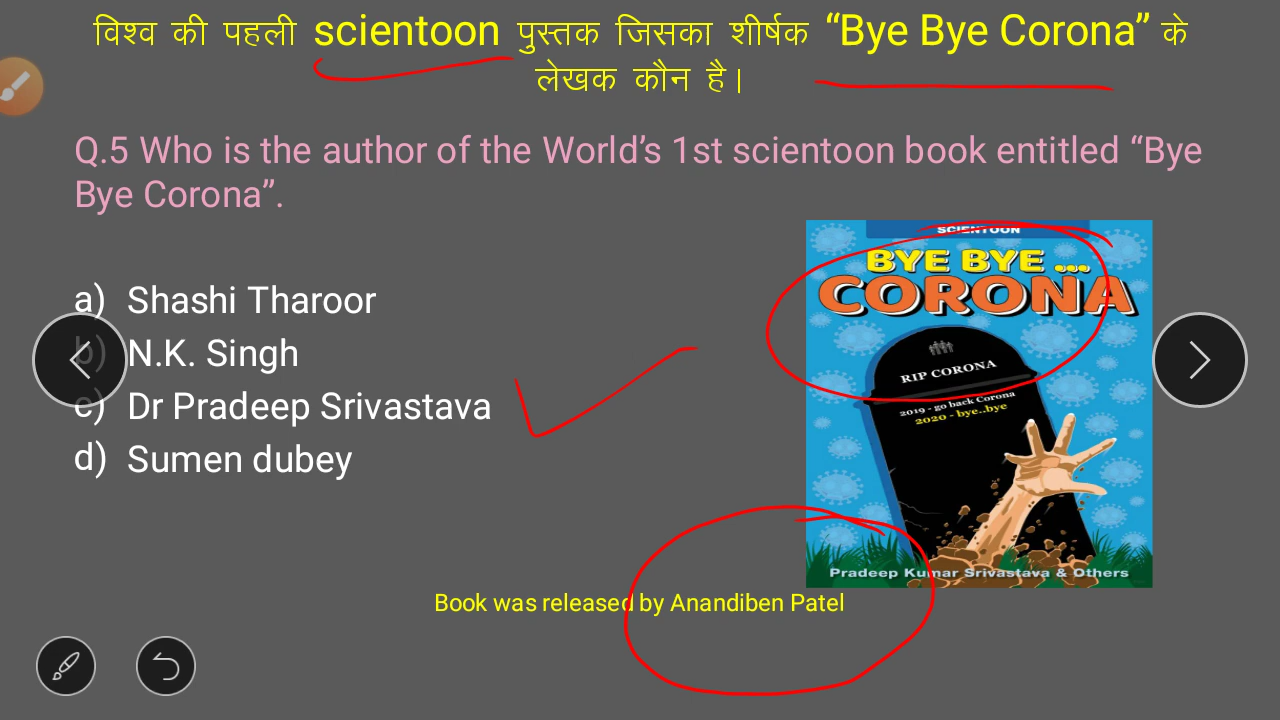 विश्व की पहली scientoon पुस्तक जिसका शीर्षक “Bye Bye Corona” के
लेखक कौन है।
Q.5 Who is the author of the World’s 1st scientoon book entitled “Bye
Bye Corona”.
a) Shashi Tharoor
b) N.K. Singh
c) Dr Pradeep Srivastava
d) Sumen dubey
SCIENTOON
BYE BYE ...
CORONA
RIP CORONA
2019 - go back Corona
2020 - bye..bye
Pradeep Kumar Srivastava & Others
Book was released by Anandiben Patel